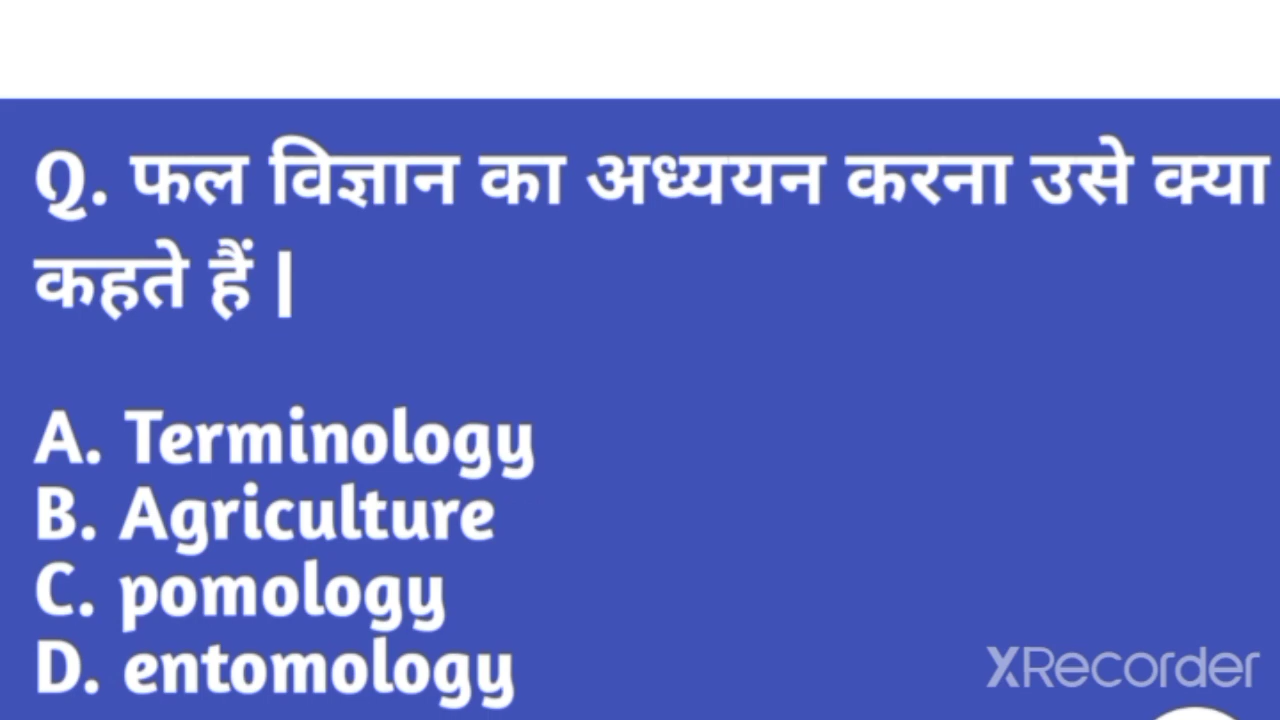 Q. फल विज्ञान का अध्ययन करना उसे क्या
कहते हैं |
A. Terminology
B. Agriculture
C. pomology
D. entomology
XRecorder